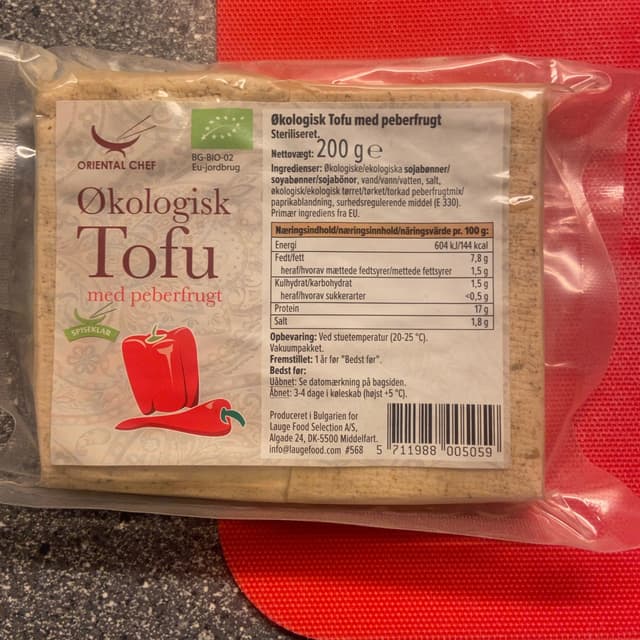 ORIENTAL CHEF
BG-BIO-02
Eu-jordbrug
Økologisk
Tofu
med peberfrugt
SPISEKLAR
Økologisk Tofu med peberfrugt
Steriliseret.
Nettovægt: 200 g e
Ingredienser: Økologiske/ekologiska sojabønner/
soyabønner/sojabönor, vand/vann/vatten, salt,
økologisk/ekologisk tørret/tørket/torkad peberfrugtmix/
paprikablandning, surhedsregulerende middel (E 330).
Primær ingrediens fra EU.
Næringsindhold/næringsinnhold/näringsvärde pr. 100 g:
Energi 604 kJ/144 kcal
Fedt/fett 7,8 g
heraf/hvorav mættede fedtsyrer/mettede fettsyrer 1,5 g
Kulhydrat/karbohydrat 1,5 g
heraf/hvorav sukkerarter <0,5 g
Protein 17 g
Salt 1,8 g
Opbevaring: Ved stuetemperatur (20-25 °C).
Vakuumpakket.
Fremstillet: 1 år før "Bedst før".
Bedst før:
Uåbnet: Se datomærkning på bagsiden.
Åbnet: 3-4 dage i køleskab (højst +5 °C).
Produceret i Bulgarien for
Lauge Food Selection A/S,
Algade 24, DK-5500 Middelfart.
info@laugefood.com #568
5 711988 005059